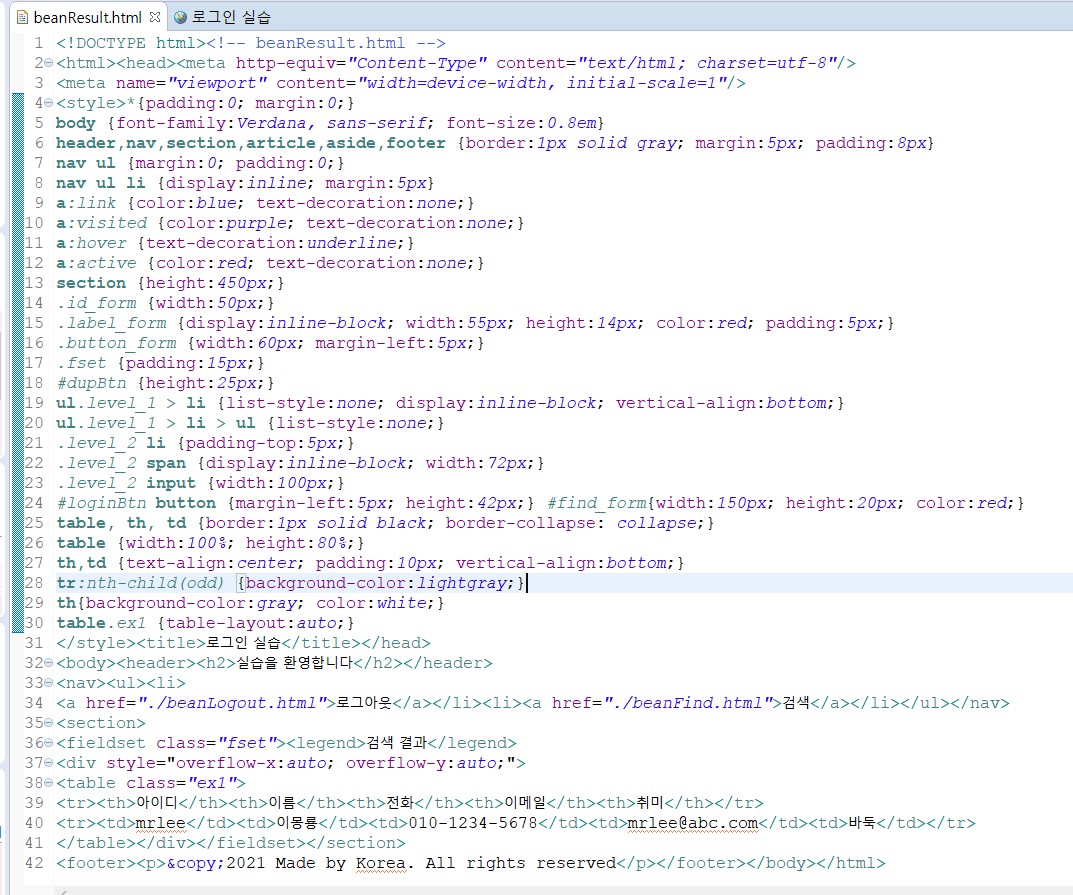 beanResult.html 로그인 실습
1 <!DOCTYPE html><!-- beanResult.html -->
2 <html><head><meta http-equiv="Content-Type" content="text/html; charset=utf-8"/>
3 <meta name="viewport" content="width=device-width, initial-scale=1"/>
4 <style>*{padding:0; margin:0;}
5 body {font-family:Verdana, sans-serif; font-size:0.8em}
6 header,nav,section,article,aside,footer {border:1px solid gray; margin:5px; padding:8px}
7 nav ul {margin:0; padding:0;}
8 nav ul li {display:inline; margin:5px}
9 a:link {color:blue; text-decoration:none;}
10 a:visited {color:purple; text-decoration:none;}
11 a:hover {text-decoration:underline;}
12 a:active {color:red; text-decoration:none;}
13 section {height:450px;}
14 .id_form {width:50px;}
15 .label_form {display:inline-block; width:55px; height:14px; color:red; padding:5px;}
16 .button_form {width:60px; margin-left:5px;}
17 .fset {padding:15px;}
18 #dupBtn {height:25px;}
19 ul.level_1 > li {list-style:none; display:inline-block; vertical-align:bottom;}
20 ul.level_1 > li > ul {list-style:none;}
21 .level_2 li {padding-top:5px;}
22 .level_2 span {display:inline-block; width:72px;}
23 .level_2 input {width:100px;}
24 #loginBtn button {margin-left:5px; height:42px;} #find_form{width:150px; height:20px; color:red;}
25 table, th, td {border:1px solid black; border-collapse: collapse;}
26 table {width:100%; height:80%;}
27 th,td {text-align:center; padding:10px; vertical-align:bottom;}
28 tr:nth-child(odd) {background-color:lightgray;}
29 th{background-color:gray; color:white;}
30 table.ex1 {table-layout:auto;}
31 </style><title>로그인 실습</title></head>
32 <body><header><h2>실습을 환영합니다</h2></header>
33 <nav><ul><li>
34 <a href="./beanLogout.html">로그아웃</a></li><li><a href="./beanFind.html">검색</a></li></ul></nav>
35 <section>
36 <fieldset class="fset"><legend>검색 결과</legend>
37 <div style="overflow-x:auto; overflow-y:auto;">
38 <table class="ex1">
39 <tr><th>아이디</th><th>이름</th><th>전화</th><th>이메일</th><th>취미</th></tr>
40 <tr><td>mrlee</td><td>이몽룡</td><td>010-1234-5678</td><td>mrlee@abc.com</td><td>바둑</td></tr>
41 </table></div></fieldset></section>
42 <footer><p>&copy;2021 Made by Korea. All rights reserved</p></footer></body></html>